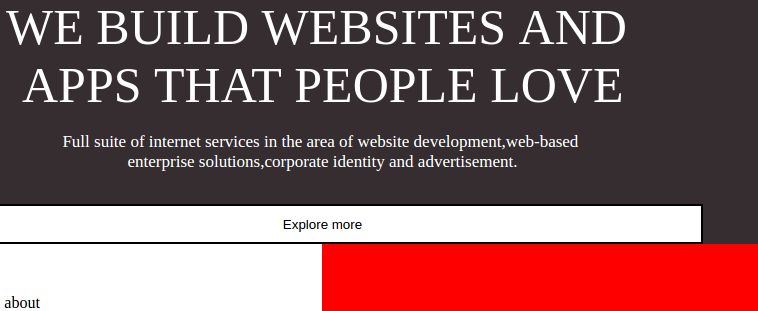 WE BUILD WEBSITES AND
APPS THAT PEOPLE LOVE
Full suite of internet services in the area of website development,web-based
enterprise solutions,corporate identity and advertisement.
Explore more
about